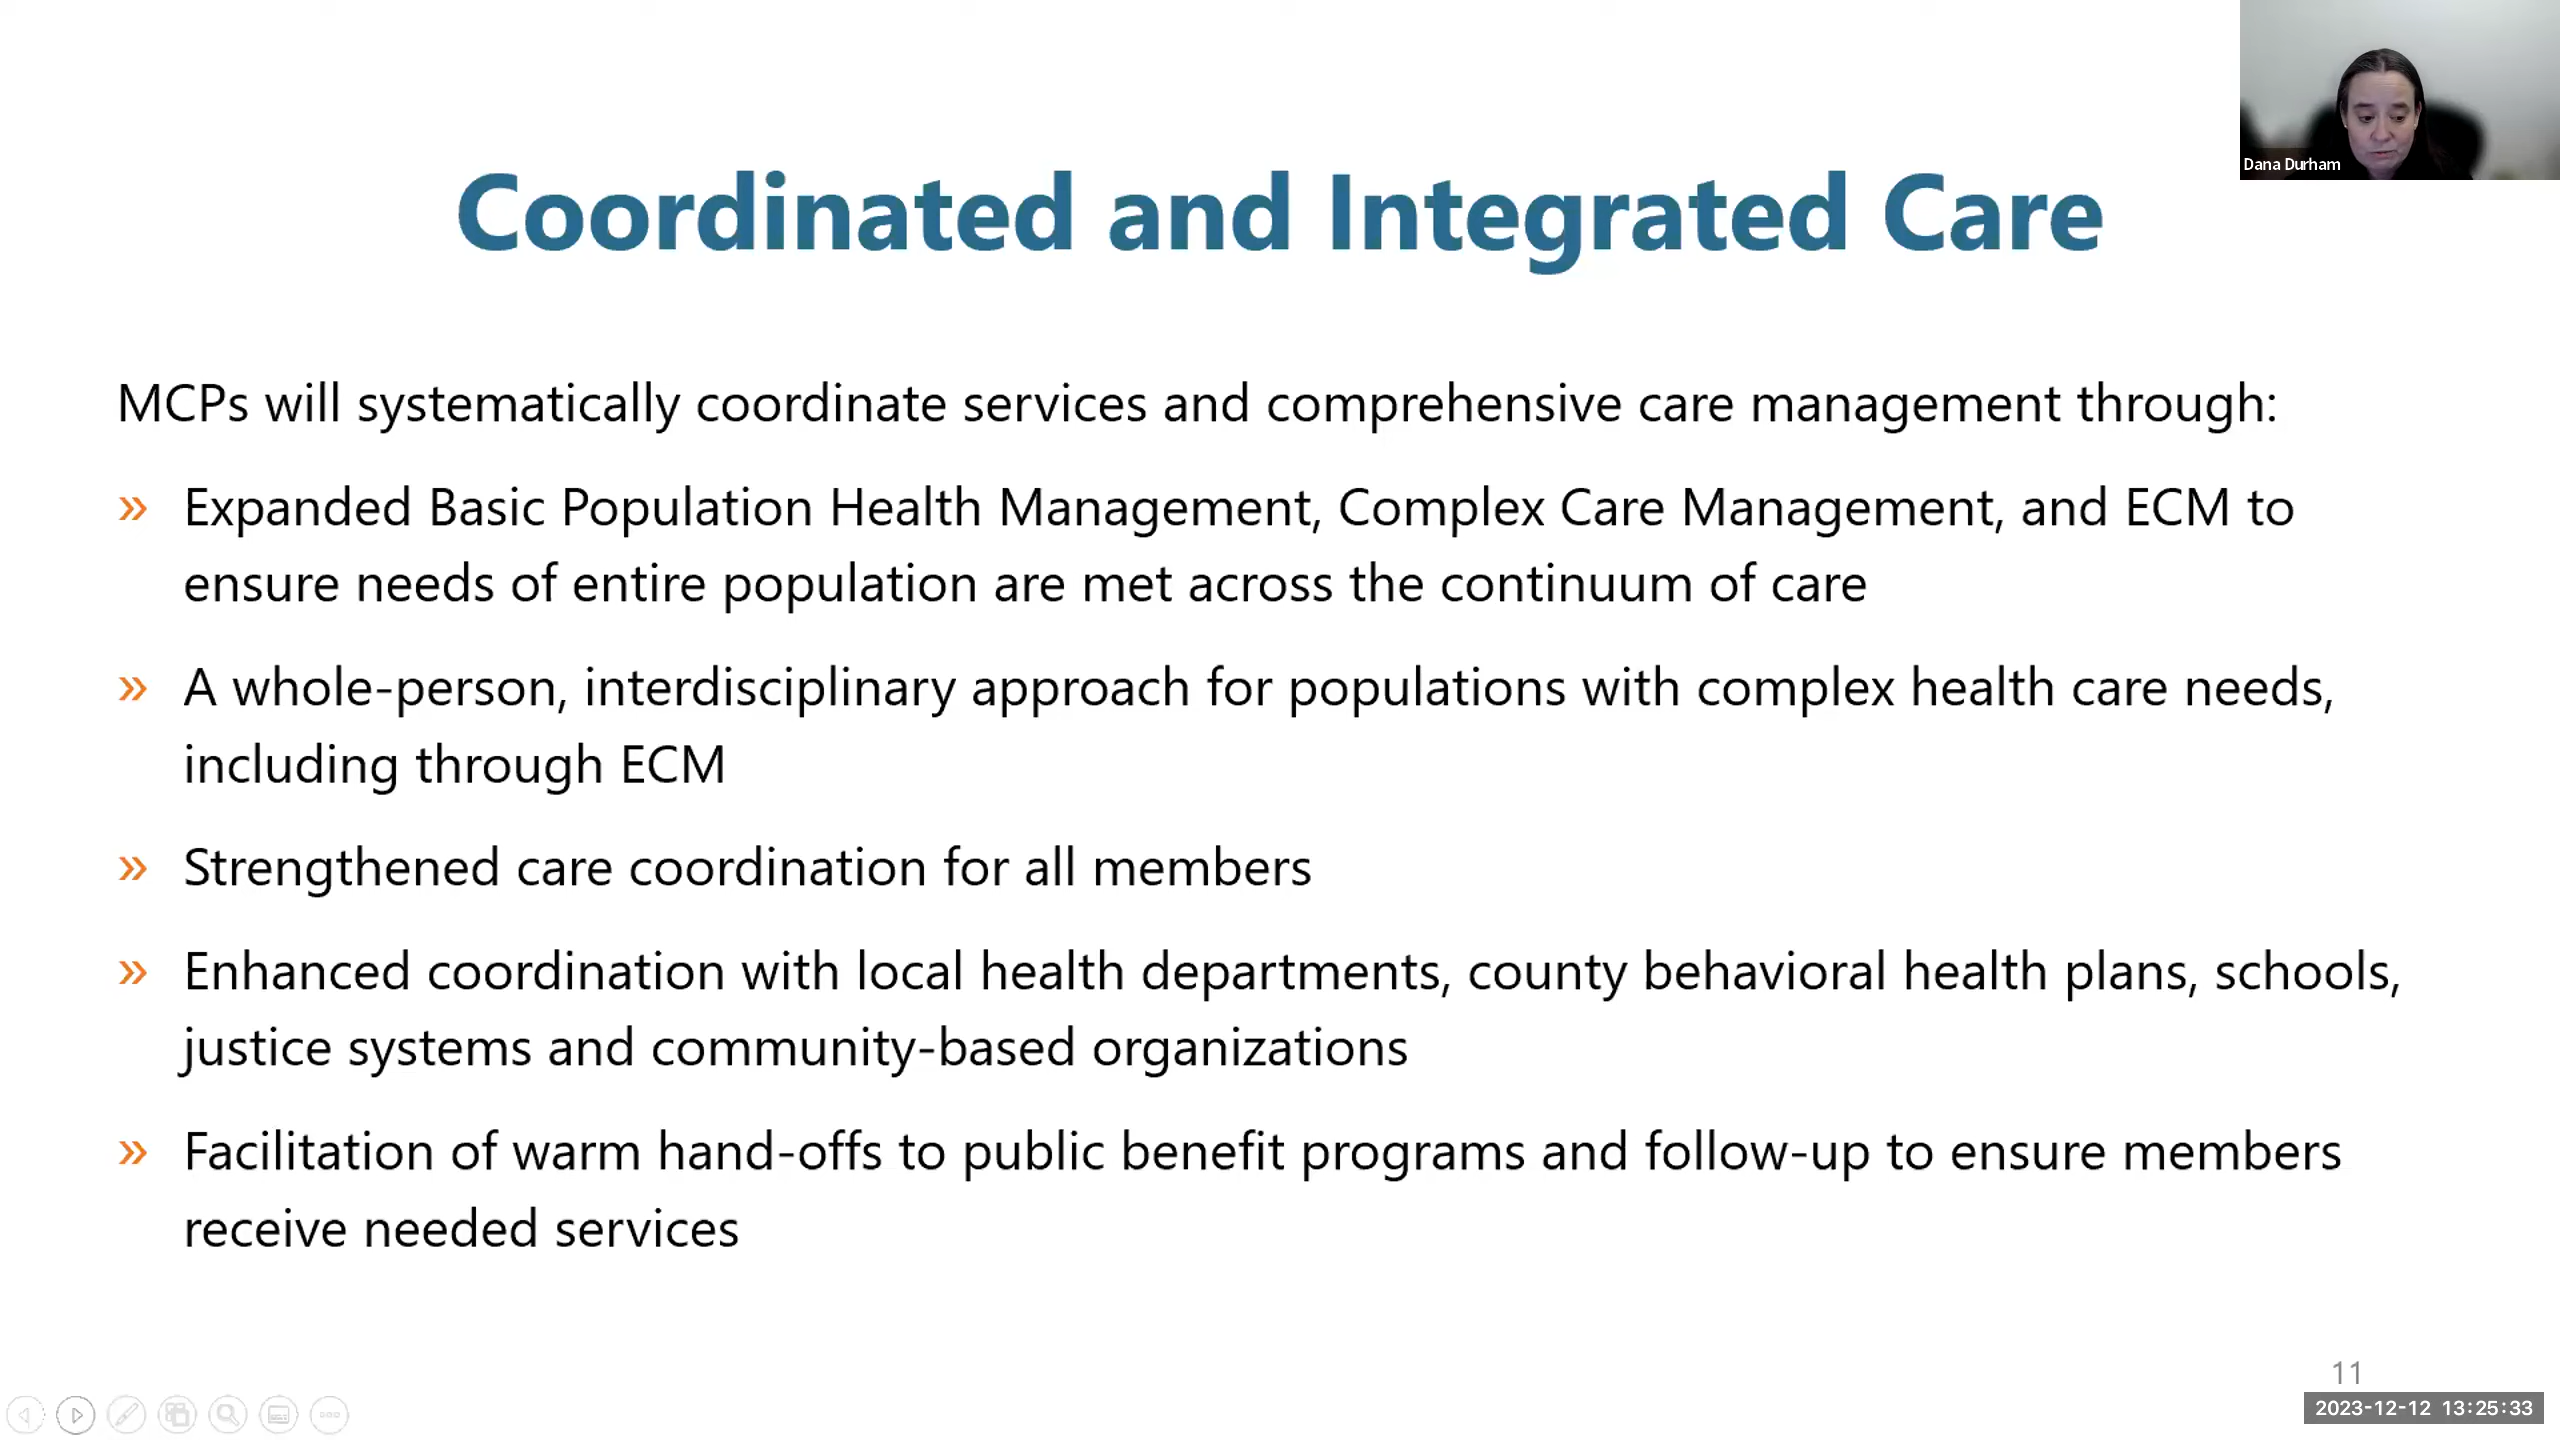 Dana Durham
Coordinated and Integrated Care
MCPs will systematically coordinate services and comprehensive care management through:
» Expanded Basic Population Health Management, Complex Care Management, and ECM to
ensure needs of entire population are met across the continuum of care
» A whole-person, interdisciplinary approach for populations with complex health care needs,
including through ECM
» Strengthened care coordination for all members
» Enhanced coordination with local health departments, county behavioral health plans, schools,
justice systems and community-based organizations
» Facilitation of warm hand-offs to public benefit programs and follow-up to ensure members
receive needed services
11
2023-12-12 13:25:33